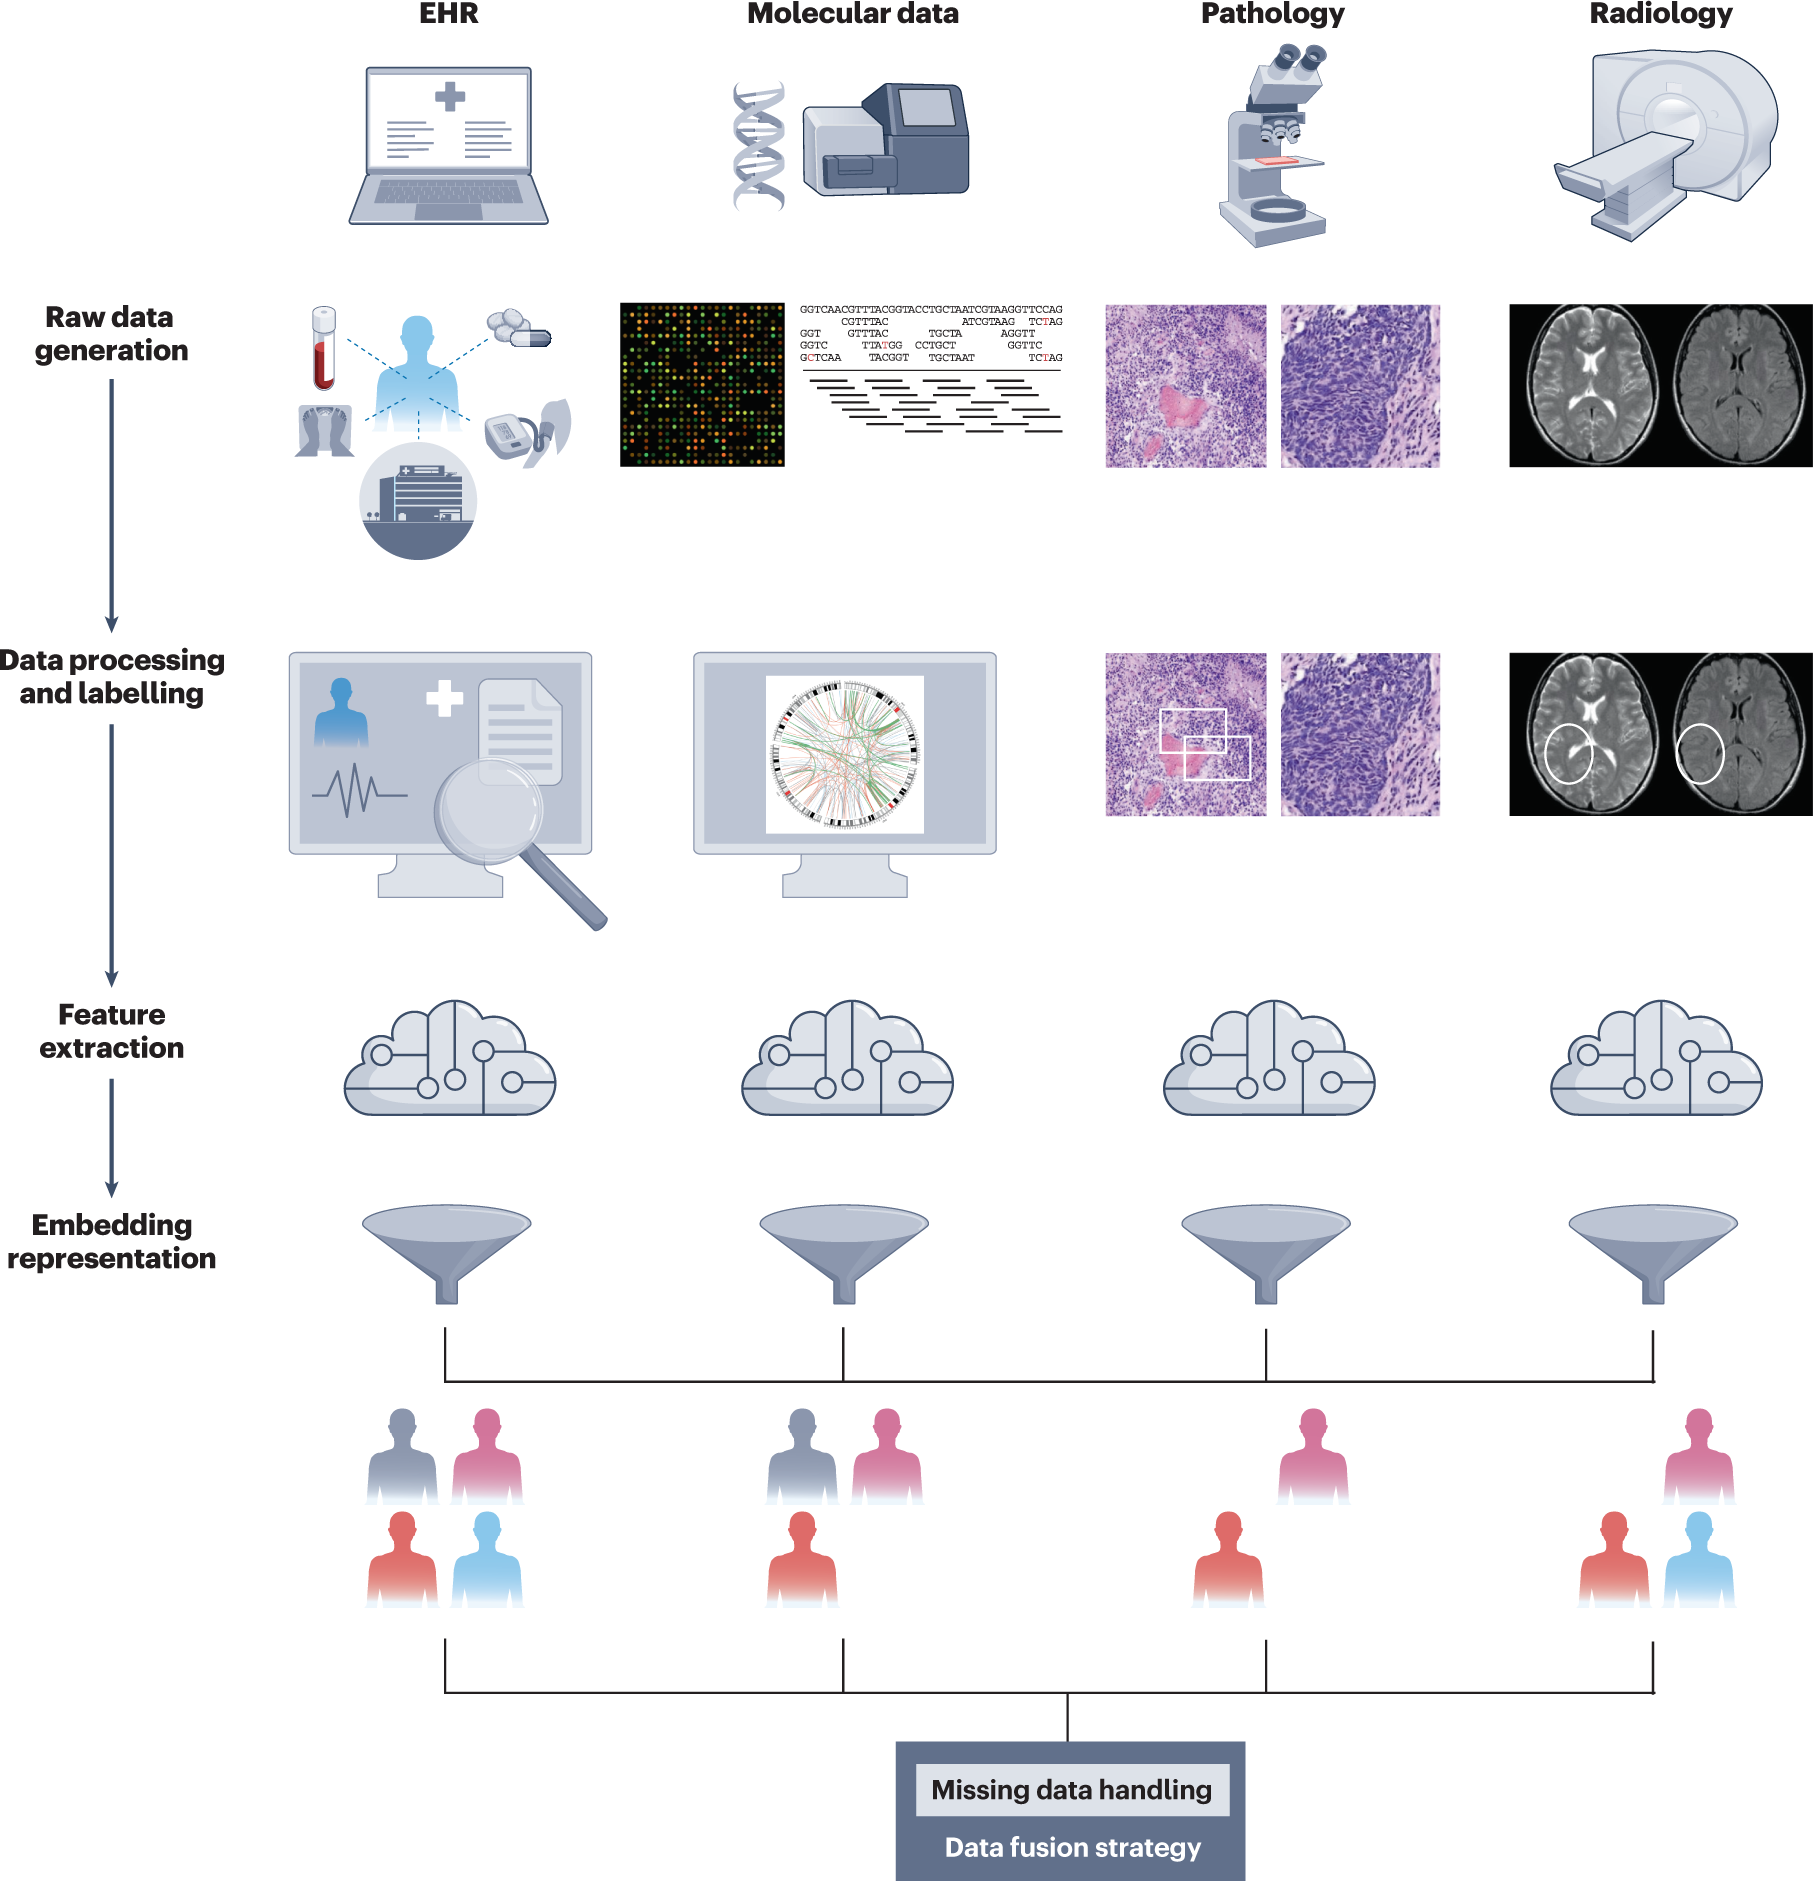 EHR
Molecular data
Pathology
Radiology
Raw data
generation
GGTCAACGTTTACGGTACCTGCTAATCGTAAGGTTCCAG
CGTTTAC ATCGTAAG TCTAG
GGT GTTTAC TGCTA AGGTT
GGTC TTATGG CCTGCT GGTTC
GCTCAA TACGGT TGCTAAT TCTAG
Data processing
and labelling
Feature
extraction
Embedding
representation
Missing data handling
Data fusion strategy